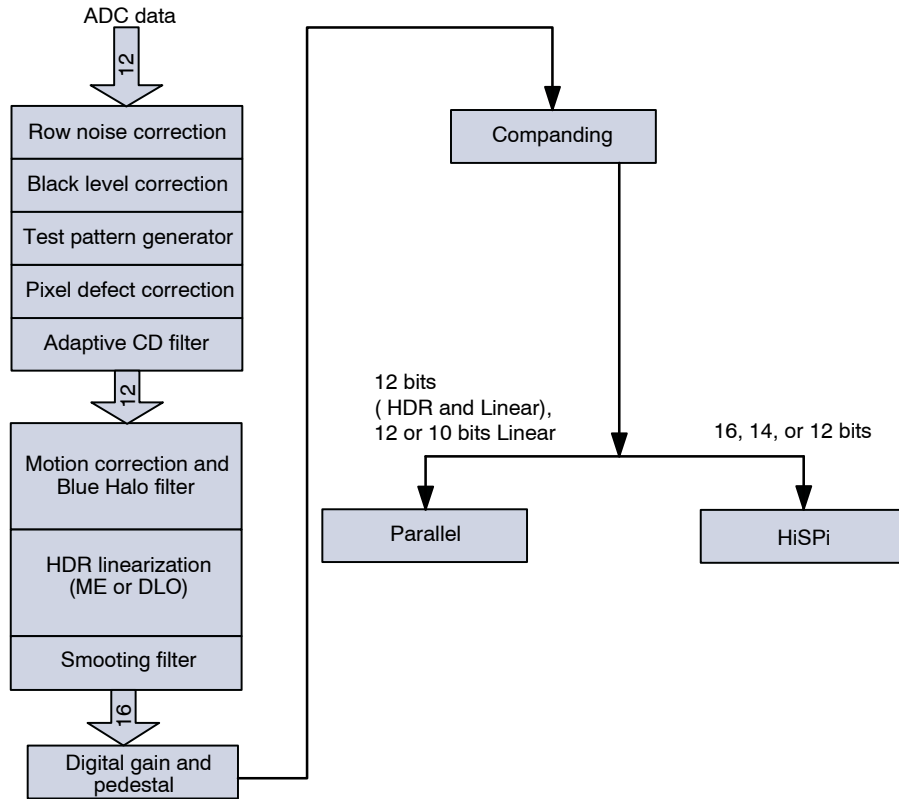 ADC data
12
Row noise correction
Black level correction
Test pattern generator
Pixel defect correction
Adaptive CD filter
12
Motion correction and
Blue Halo filter
HDR linearization
(ME or DLO)
Smooting filter
16
Digital gain and
pedestal
Companding
12 bits
( HDR and Linear),
12 or 10 bits Linear
16, 14, or 12 bits
Parallel
HiSPi